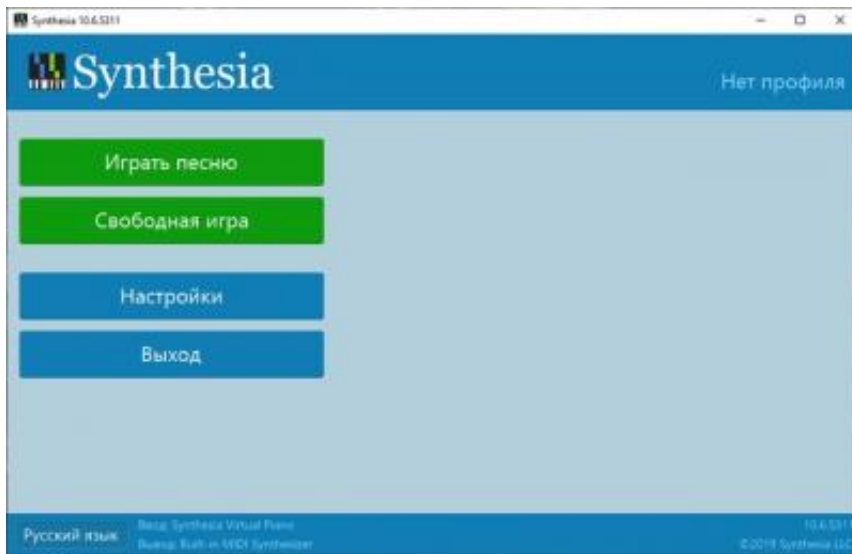 Synthesia 10.6.5311
Synthesia
Нет профиля
Играть песню
Свободная игра
Настройки
Выход
Русский язык
Ввод: Synthesia Virtual Piano
Вывод: Built-in MIDI Synthesizer
10.6.5311
©2019 Synthesia LLC